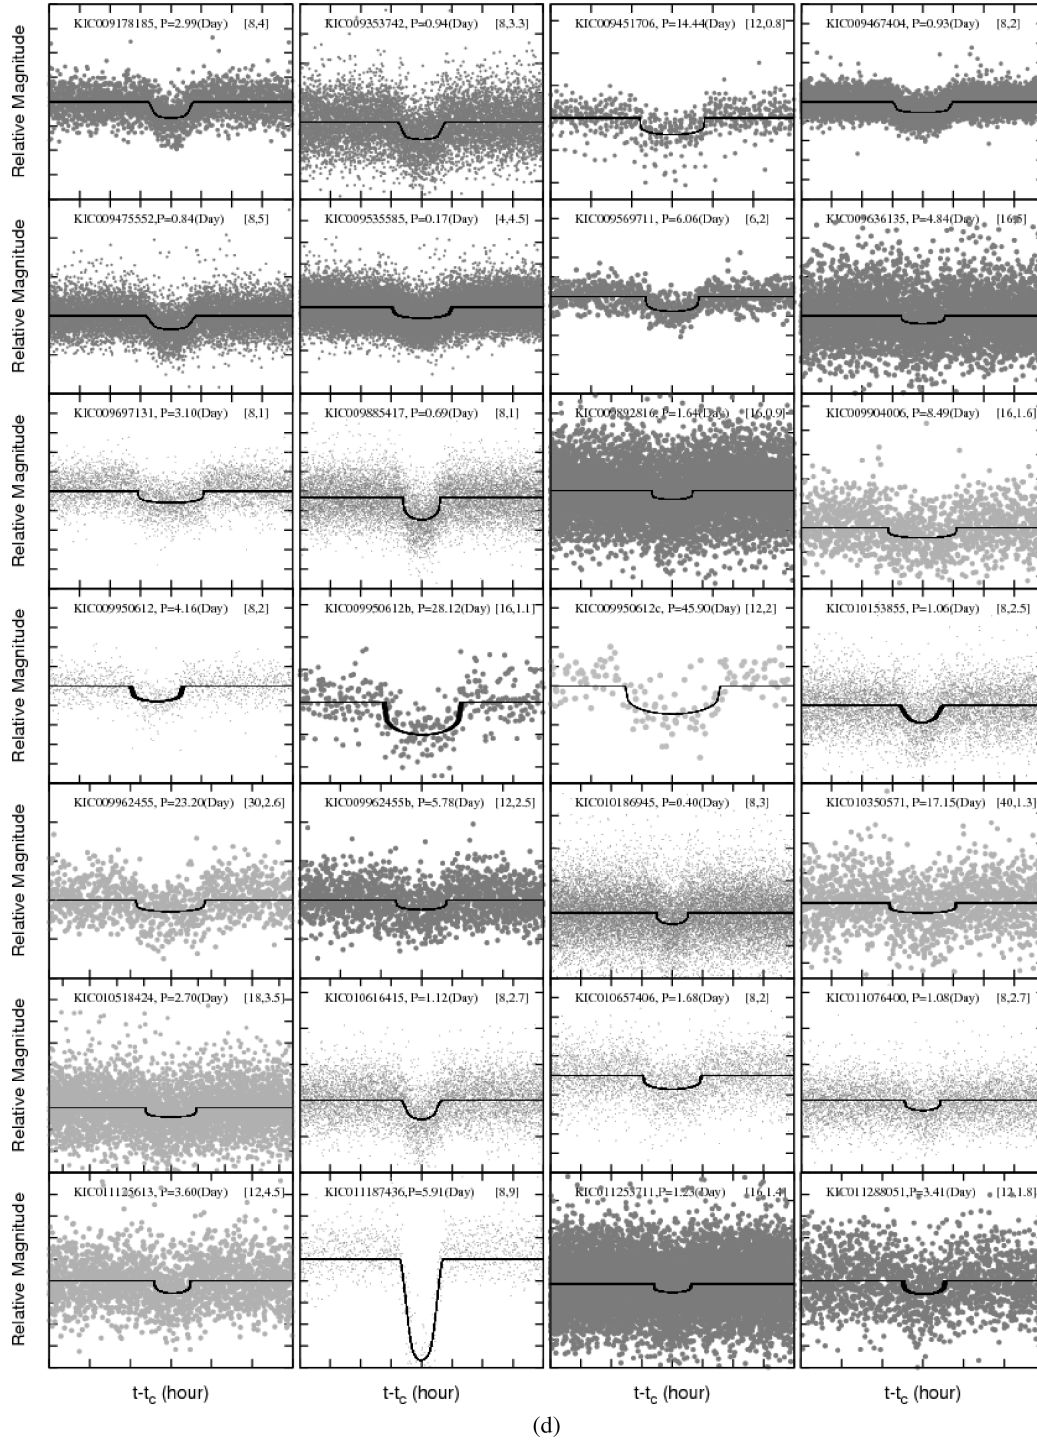 Relative Magnitude
KIC009178185, P=2.99(Day) [8,4]
KIC009353742, P=0.94(Day) [8,3.3]
KIC009451706, P=14.44(Day) [12,0.8]
KIC009467404, P=0.93(Day) [8,2]
Relative Magnitude
KIC009475552,P=0.84(Day) [8,5]
KIC009535585, P=0.17(Day) [4,4.5]
KIC009569711, P=6.06(Day) [6,2]
KIC009636135, P=4.84(Day) [16,5]
Relative Magnitude
KIC009697131, P=3.10(Day) [8,1]
KIC009885417, P=0.69(Day) [8,1]
KIC009892816, P=1.64(Day) [16,0.9]
KIC009904006, P=8.49(Day) [16,1.6]
Relative Magnitude
KIC009950612, P=4.16(Day) [8,2]
KIC009950612b, P=28.12(Day) [16,1.1]
KIC009950612c, P=45.90(Day) [12,2]
KIC010153855, P=1.06(Day) [8,2.5]
Relative Magnitude
KIC009962455, P=23.20(Day) [30,2.6]
KIC009962455b, P=5.78(Day) [12,2.5]
KIC010186945, P=0.40(Day) [8,3]
KIC010350571, P=17.15(Day) [40,1.3]
Relative Magnitude
KIC010518424, P=2.70(Day) [18,3.5]
KIC010616415, P=1.12(Day) [8,2.7]
KIC010657406, P=1.68(Day) [8,2]
KIC011076400, P=1.08(Day) [8,2.7]
Relative Magnitude
KIC011125613, P=3.60(Day) [12,4.5]
KIC011187436,P=5.91(Day) [8,9]
KIC011253711, P=1.23(Day) [16,1.4]
KIC011288051,P=3.41(Day) [12,1.8]
t-tc (hour)
t-tc (hour)
t-tc (hour)
t-tc (hour)
(d)